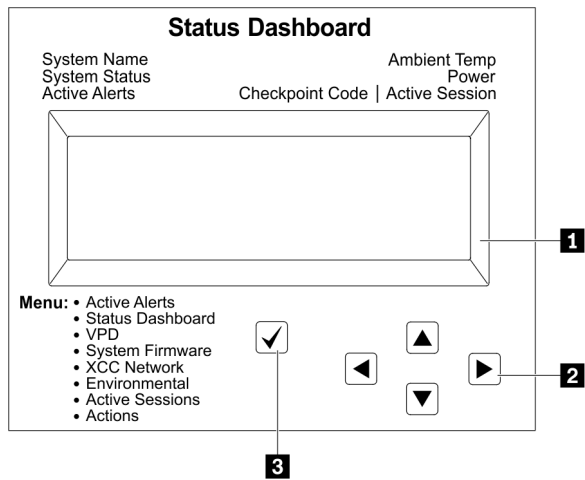 Status Dashboard
System Name
Ambient Temp
System Status
Power
Active Alerts
Checkpoint Code | Active Session
1
Menu: • Active Alerts
• Status Dashboard
• VPD
• System Firmware
• XCC Network
• Environmental
• Active Sessions
• Actions
2
3